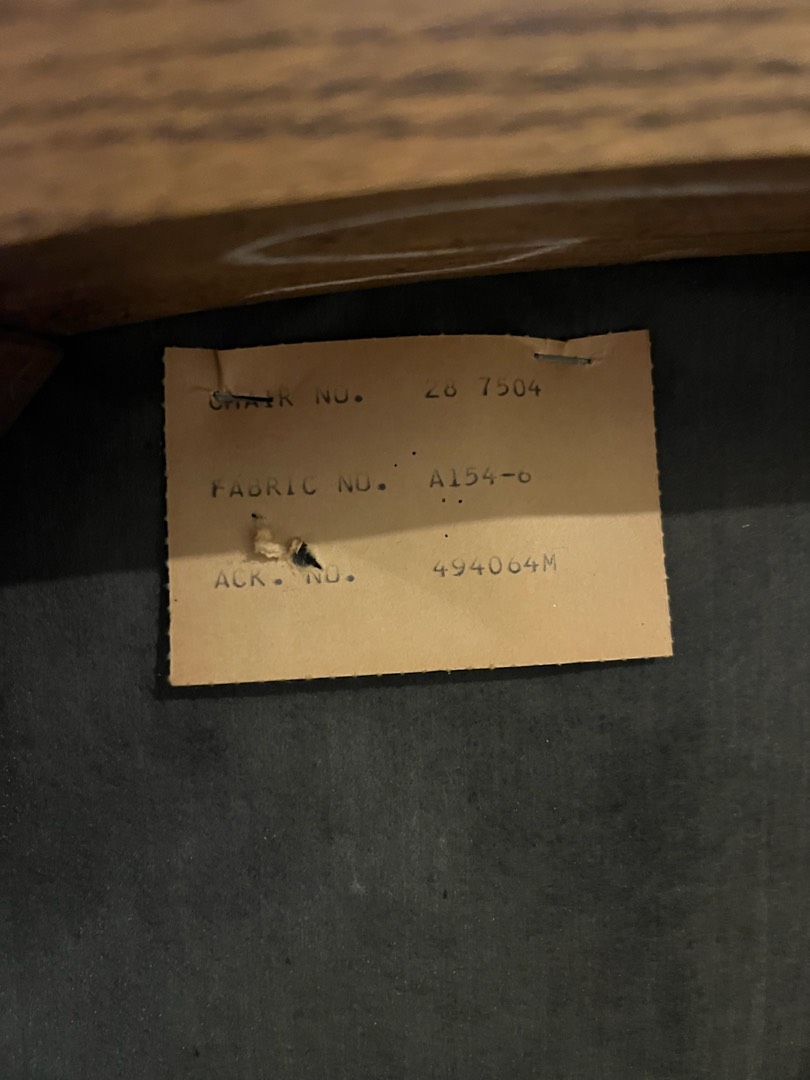 CHAIR NO. 28 7504
FABRIC NO. A154-6
ACK. NO. 494064M